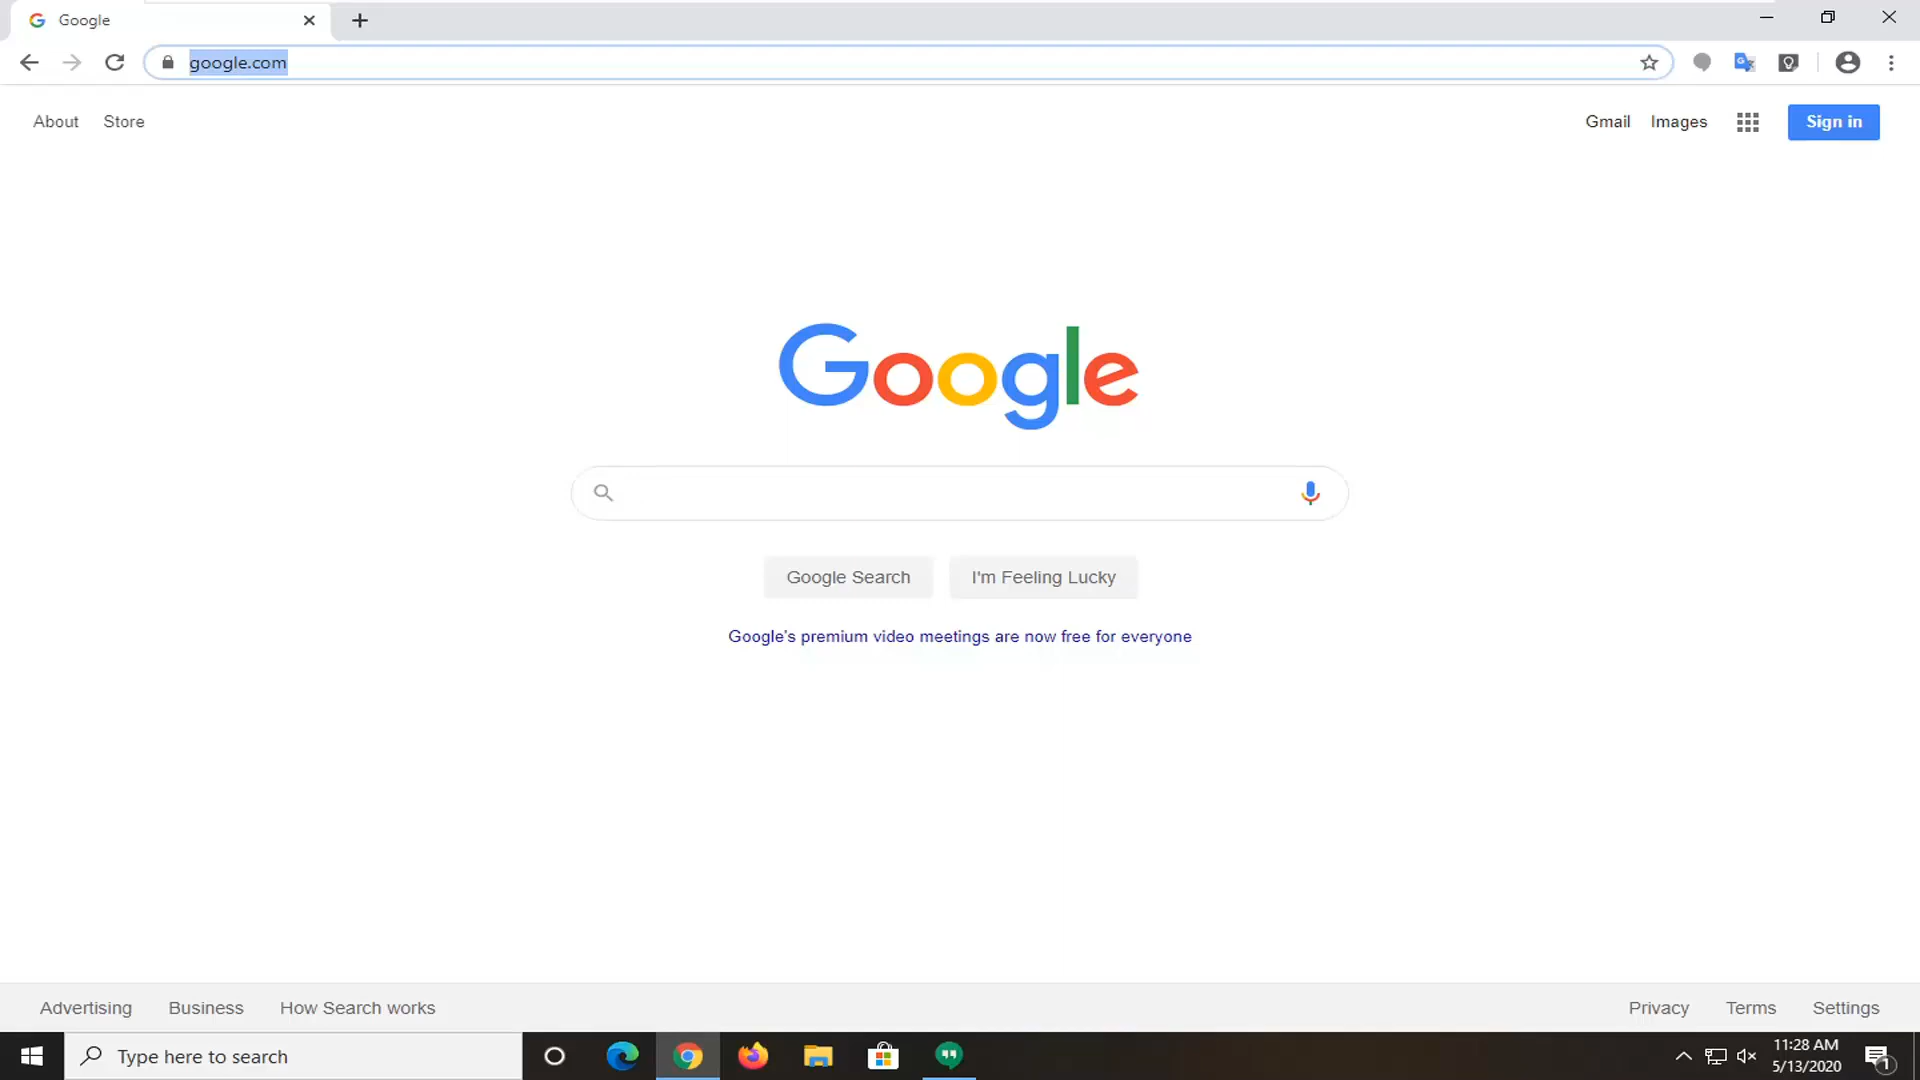 Google
google.com
About Store Gmail Images Sign in
Google
Google Search I'm Feeling Lucky
Google's premium video meetings are now free for everyone
Advertising Business How Search works Privacy Terms Settings
Type here to search
11:28 AM
5/13/2020
1